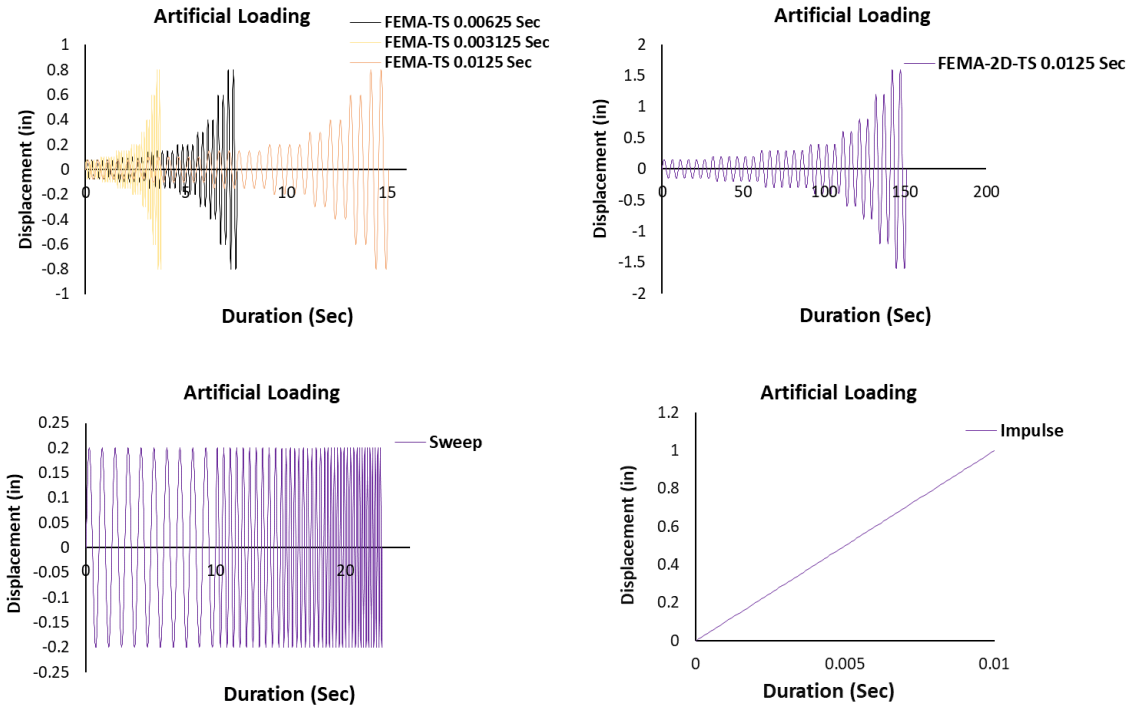 Artificial Loading
FEMA-TS 0.00625 Sec
FEMA-TS 0.003125 Sec
FEMA-TS 0.0125 Sec
1
0.8
0.6
0.4
0.2
0
-0.2
-0.4
-0.6
-0.8
-1
0
5
10
15
Displacement (in)
Duration (Sec)
Artificial Loading
FEMA-2D-TS 0.0125 Sec
2
1.5
1
0.5
0
-0.5
-1
-1.5
-2
0
50
100
150
200
Displacement (in)
Duration (Sec)
Artificial Loading
Sweep
0.25
0.2
0.15
0.1
0.05
0
-0.05
-0.1
-0.15
-0.2
-0.25
0
10
20
Displacement (in)
Duration (Sec)
Artificial Loading
Impulse
1.2
1
0.8
0.6
0.4
0.2
0
0
0.005
0.01
Displacement (in)
Duration (Sec)